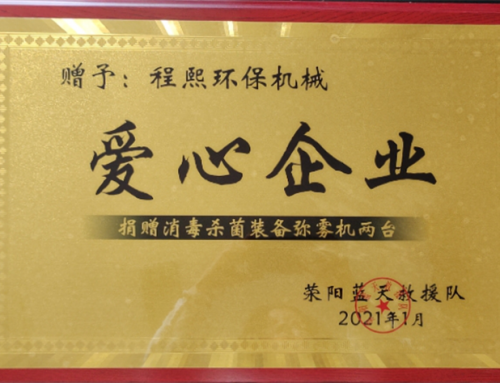 赠予：程熙环保机械
爱心企业
捐赠消毒杀菌装备弥雾机两台
荥阳蓝天救援队
2021年1月